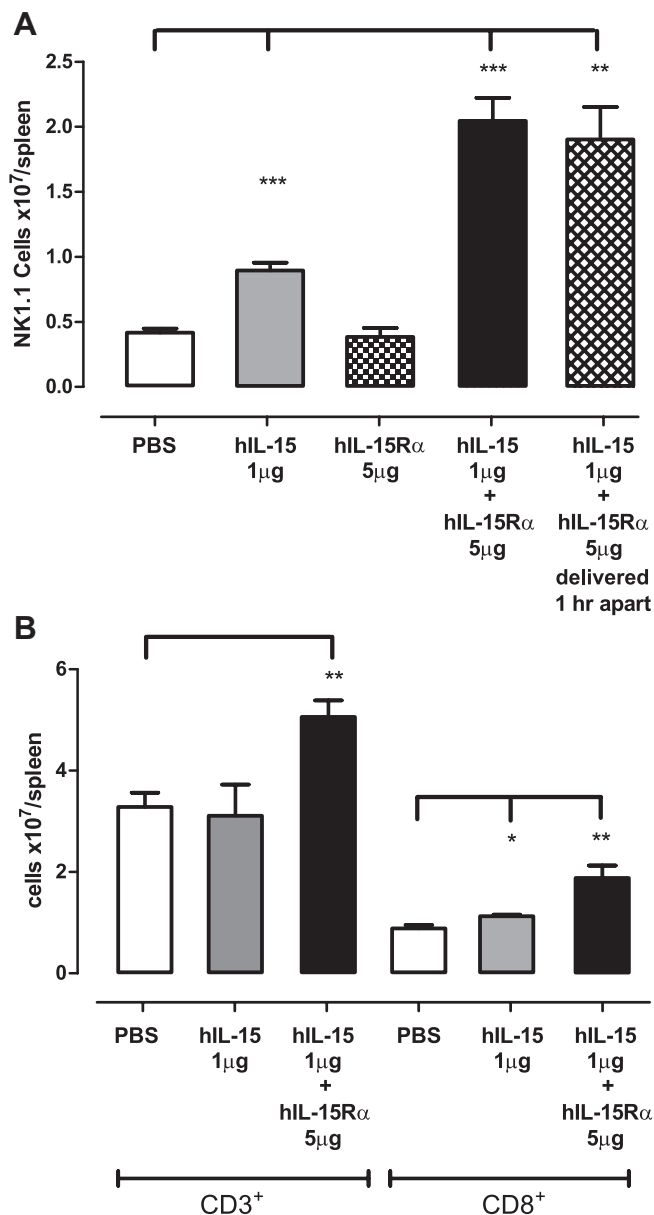 A
NK1.1 Cells x10⁷/spleen
2.5
2.0
1.5
1.0
0.5
0.0
***
***
**
PBS
hIL-15
1µg
hIL-15Rα
5µg
hIL-15
1µg
+
hIL-15Rα
5µg
hIL-15
1µg
+
hIL-15Rα
5µg
delivered
1 hr apart
B
cells x10⁷/spleen
6
4
2
0
**
*
**
PBS
hIL-15
1µg
hIL-15
1µg
+
hIL-15Rα
5µg
PBS
hIL-15
1µg
hIL-15
1µg
+
hIL-15Rα
5µg
CD3⁺
CD8⁺